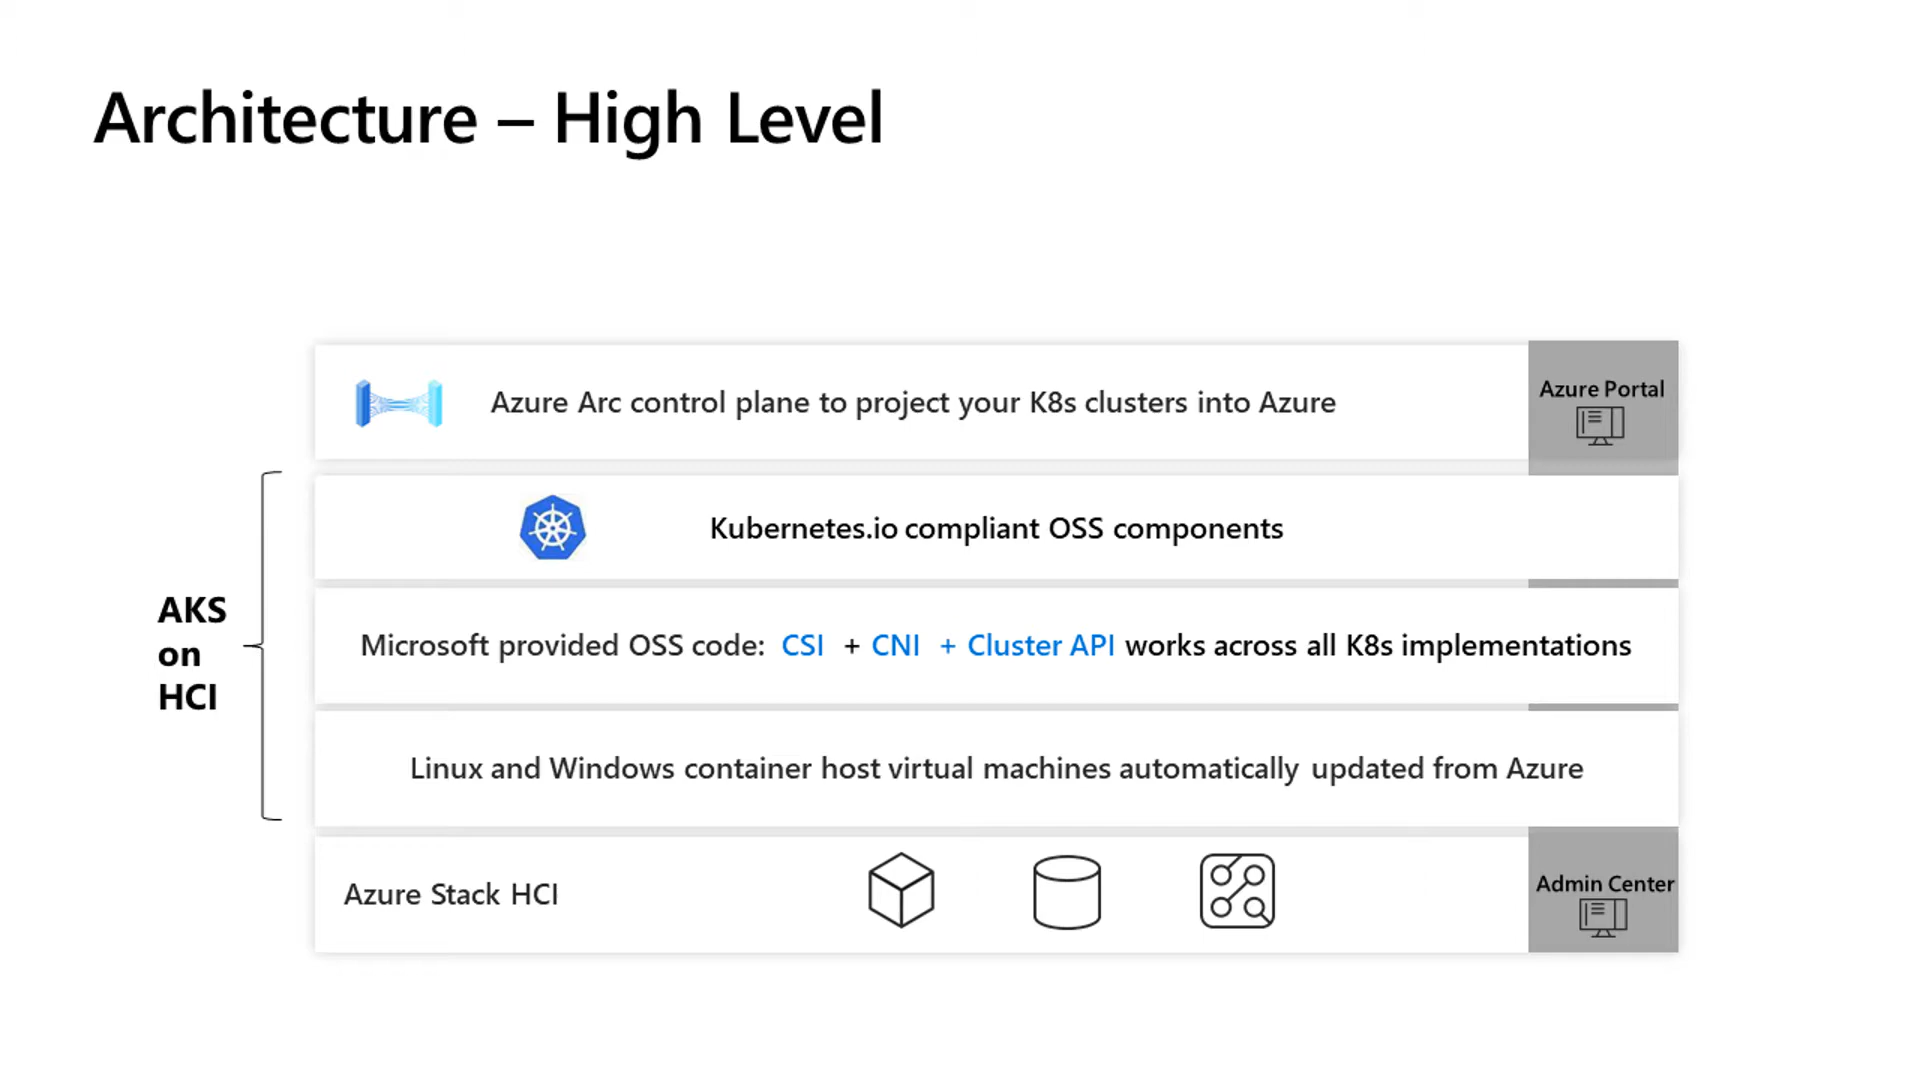 Architecture – High Level
Azure Arc control plane to project your K8s clusters into Azure
Azure Portal
Kubernetes.io compliant OSS components
AKS
on
HCI
Microsoft provided OSS code: CSI + CNI + Cluster API works across all K8s implementations
Linux and Windows container host virtual machines automatically updated from Azure
Azure Stack HCI
Admin Center